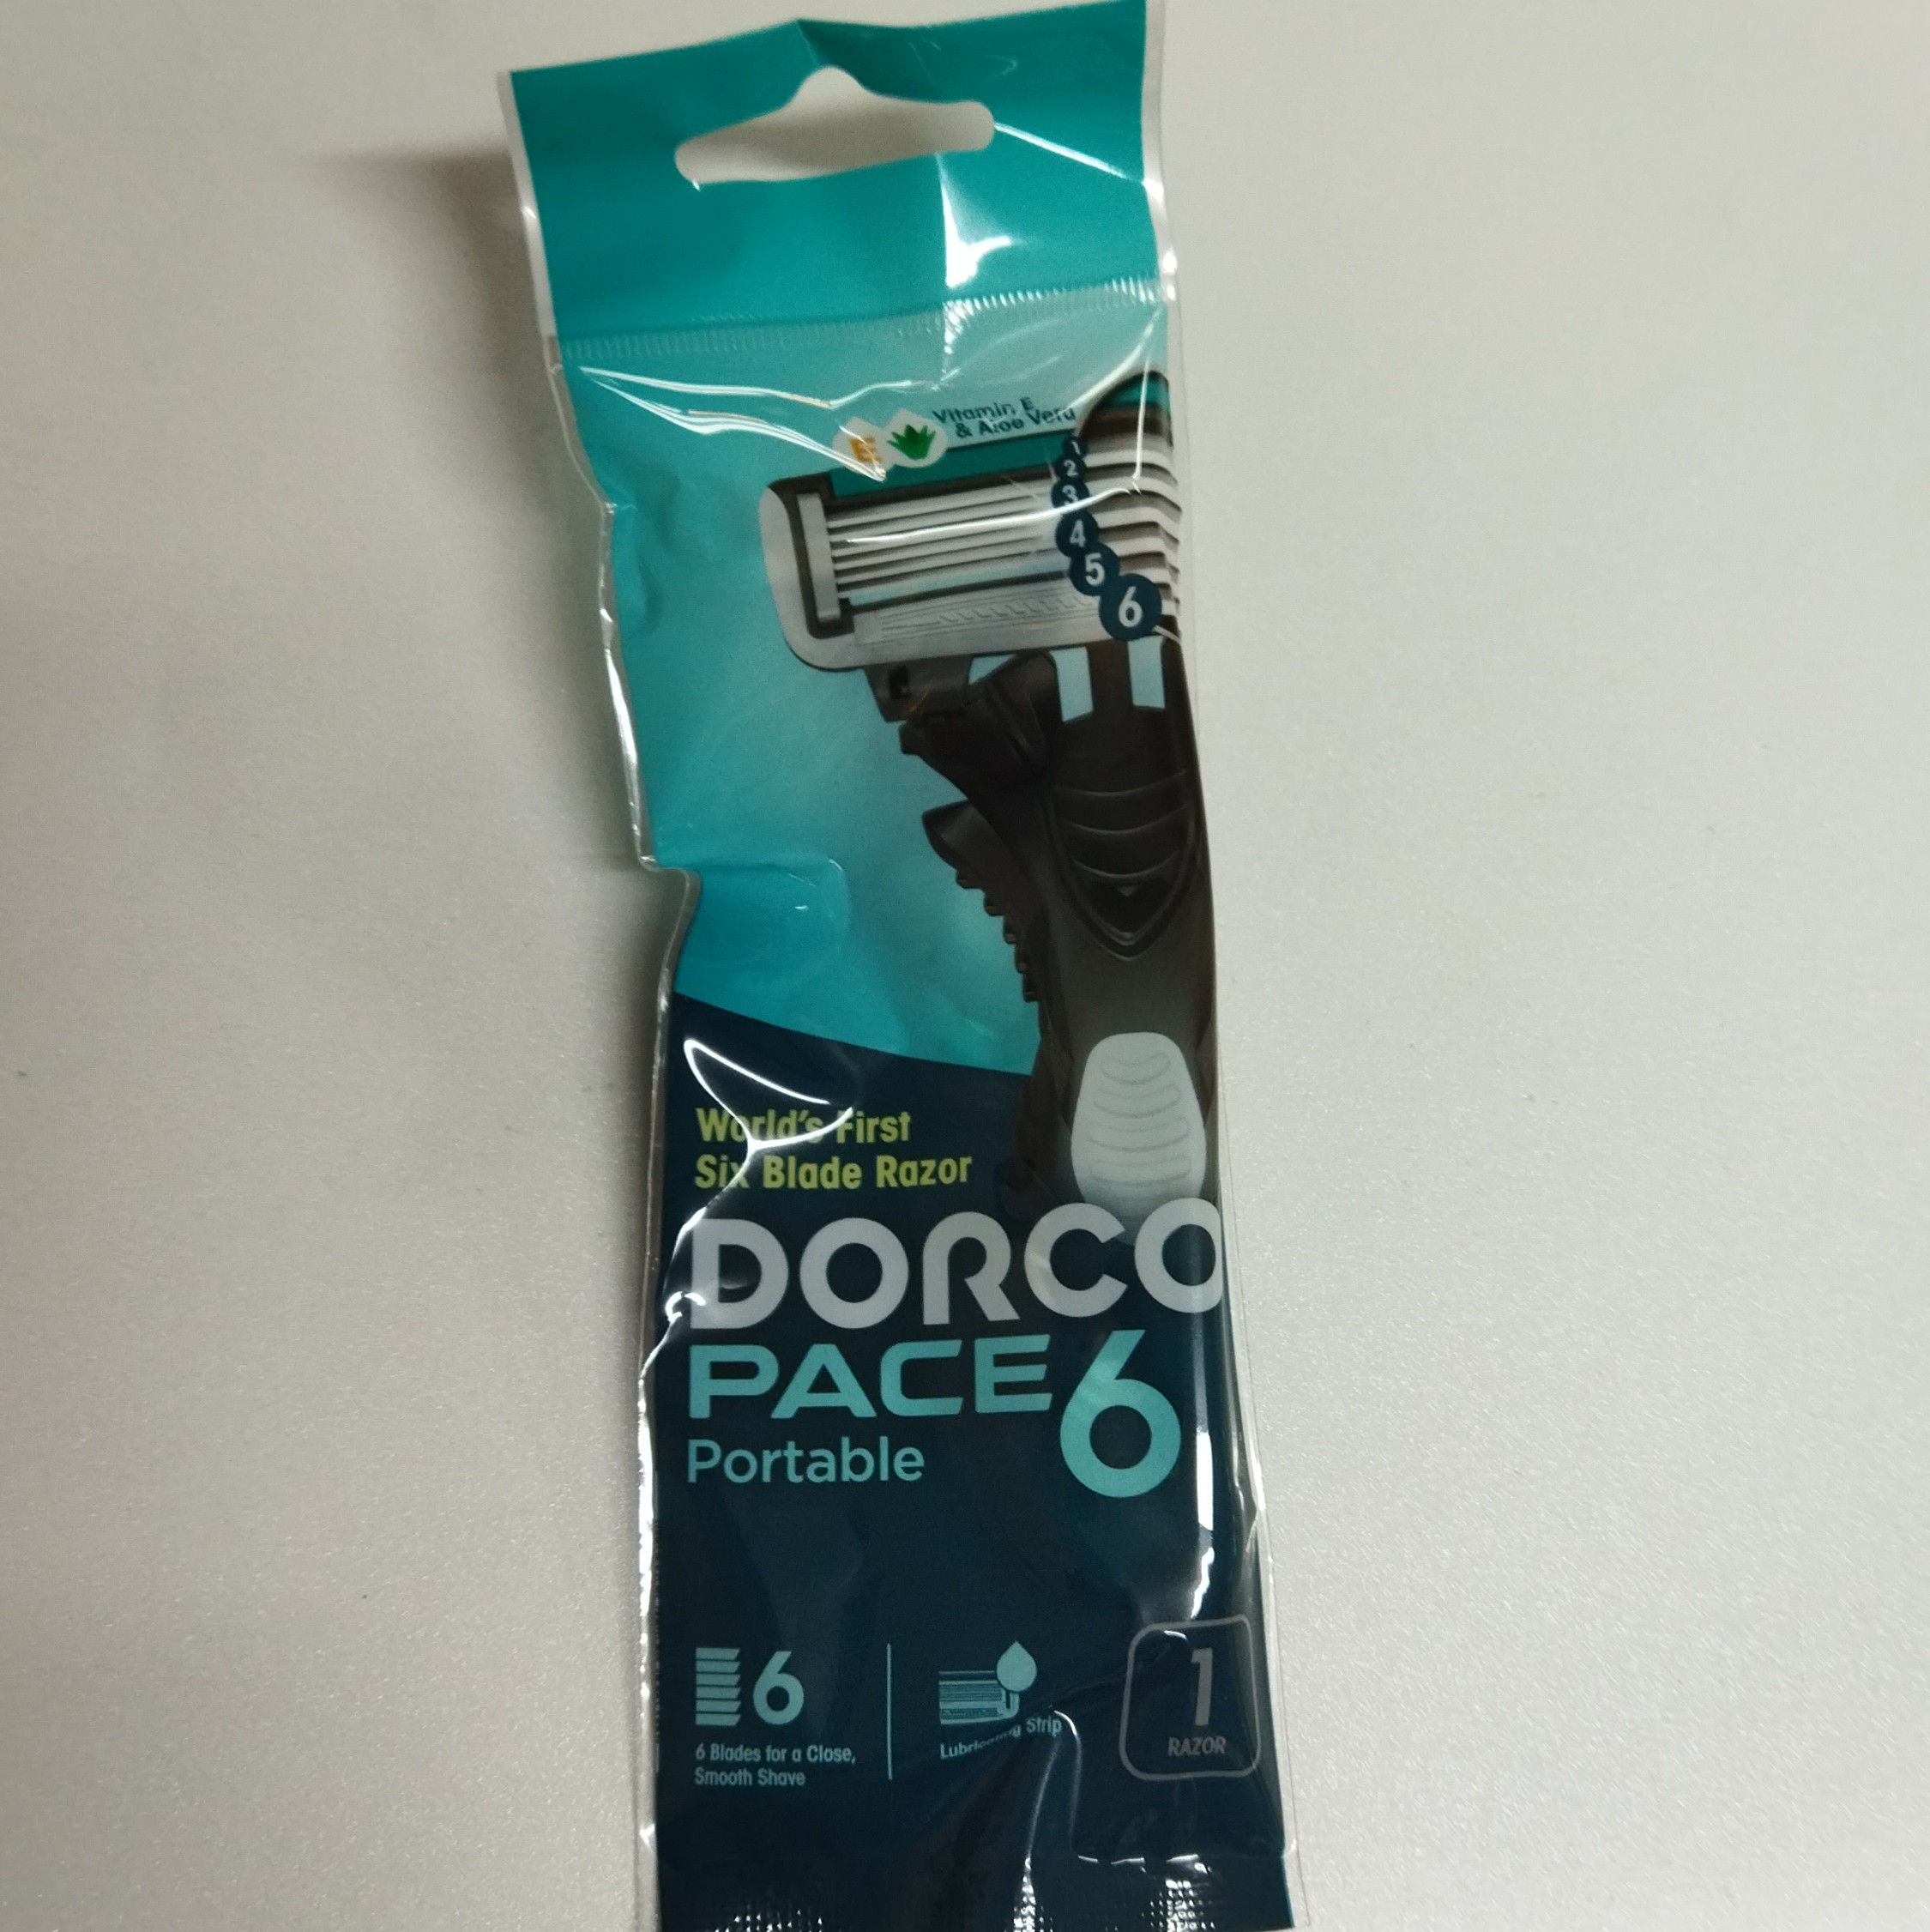 Vitamin E
& Aloe Vera
E
1
2
3
4
5
6
World's First
Six Blade Razor
DORCO
PACE 6
Portable
6
6 Blades for a Close,
Smooth Shave
Lubricating Strip
1
RAZOR